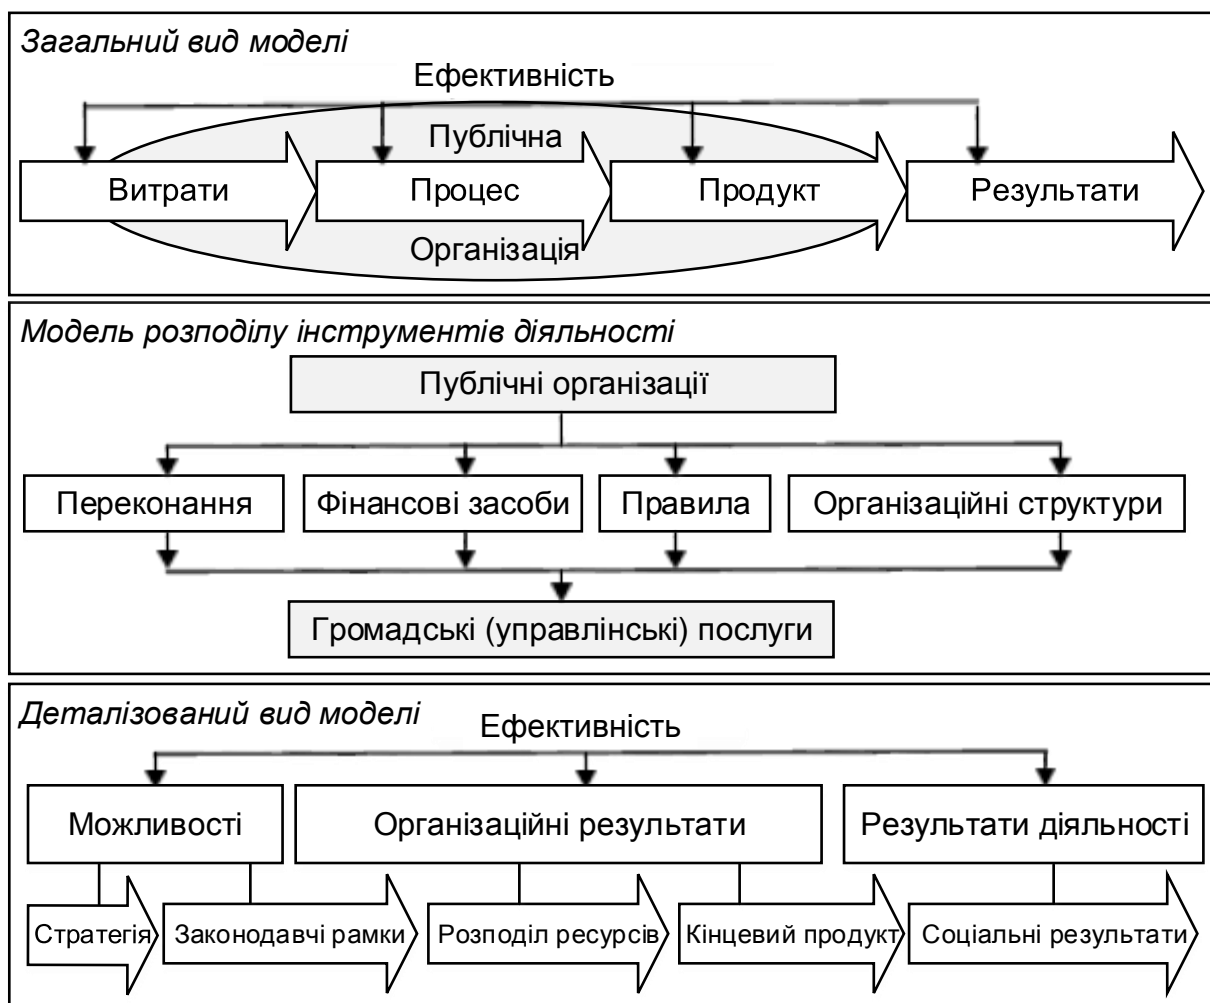 Загальний вид моделі
Ефективність
Публічна
Витрати
Процес
Продукт
Результати
Організація
Модель розподілу інструментів діяльності
Публічні організації
Переконання
Фінансові засоби
Правила
Організаційні структури
Громадські (управлінські) послуги
Деталізований вид моделі
Ефективність
Можливості
Організаційні результати
Результати діяльності
Стратегія
Законодавчі рамки
Розподіл ресурсів
Кінцевий продукт
Соціальні результати